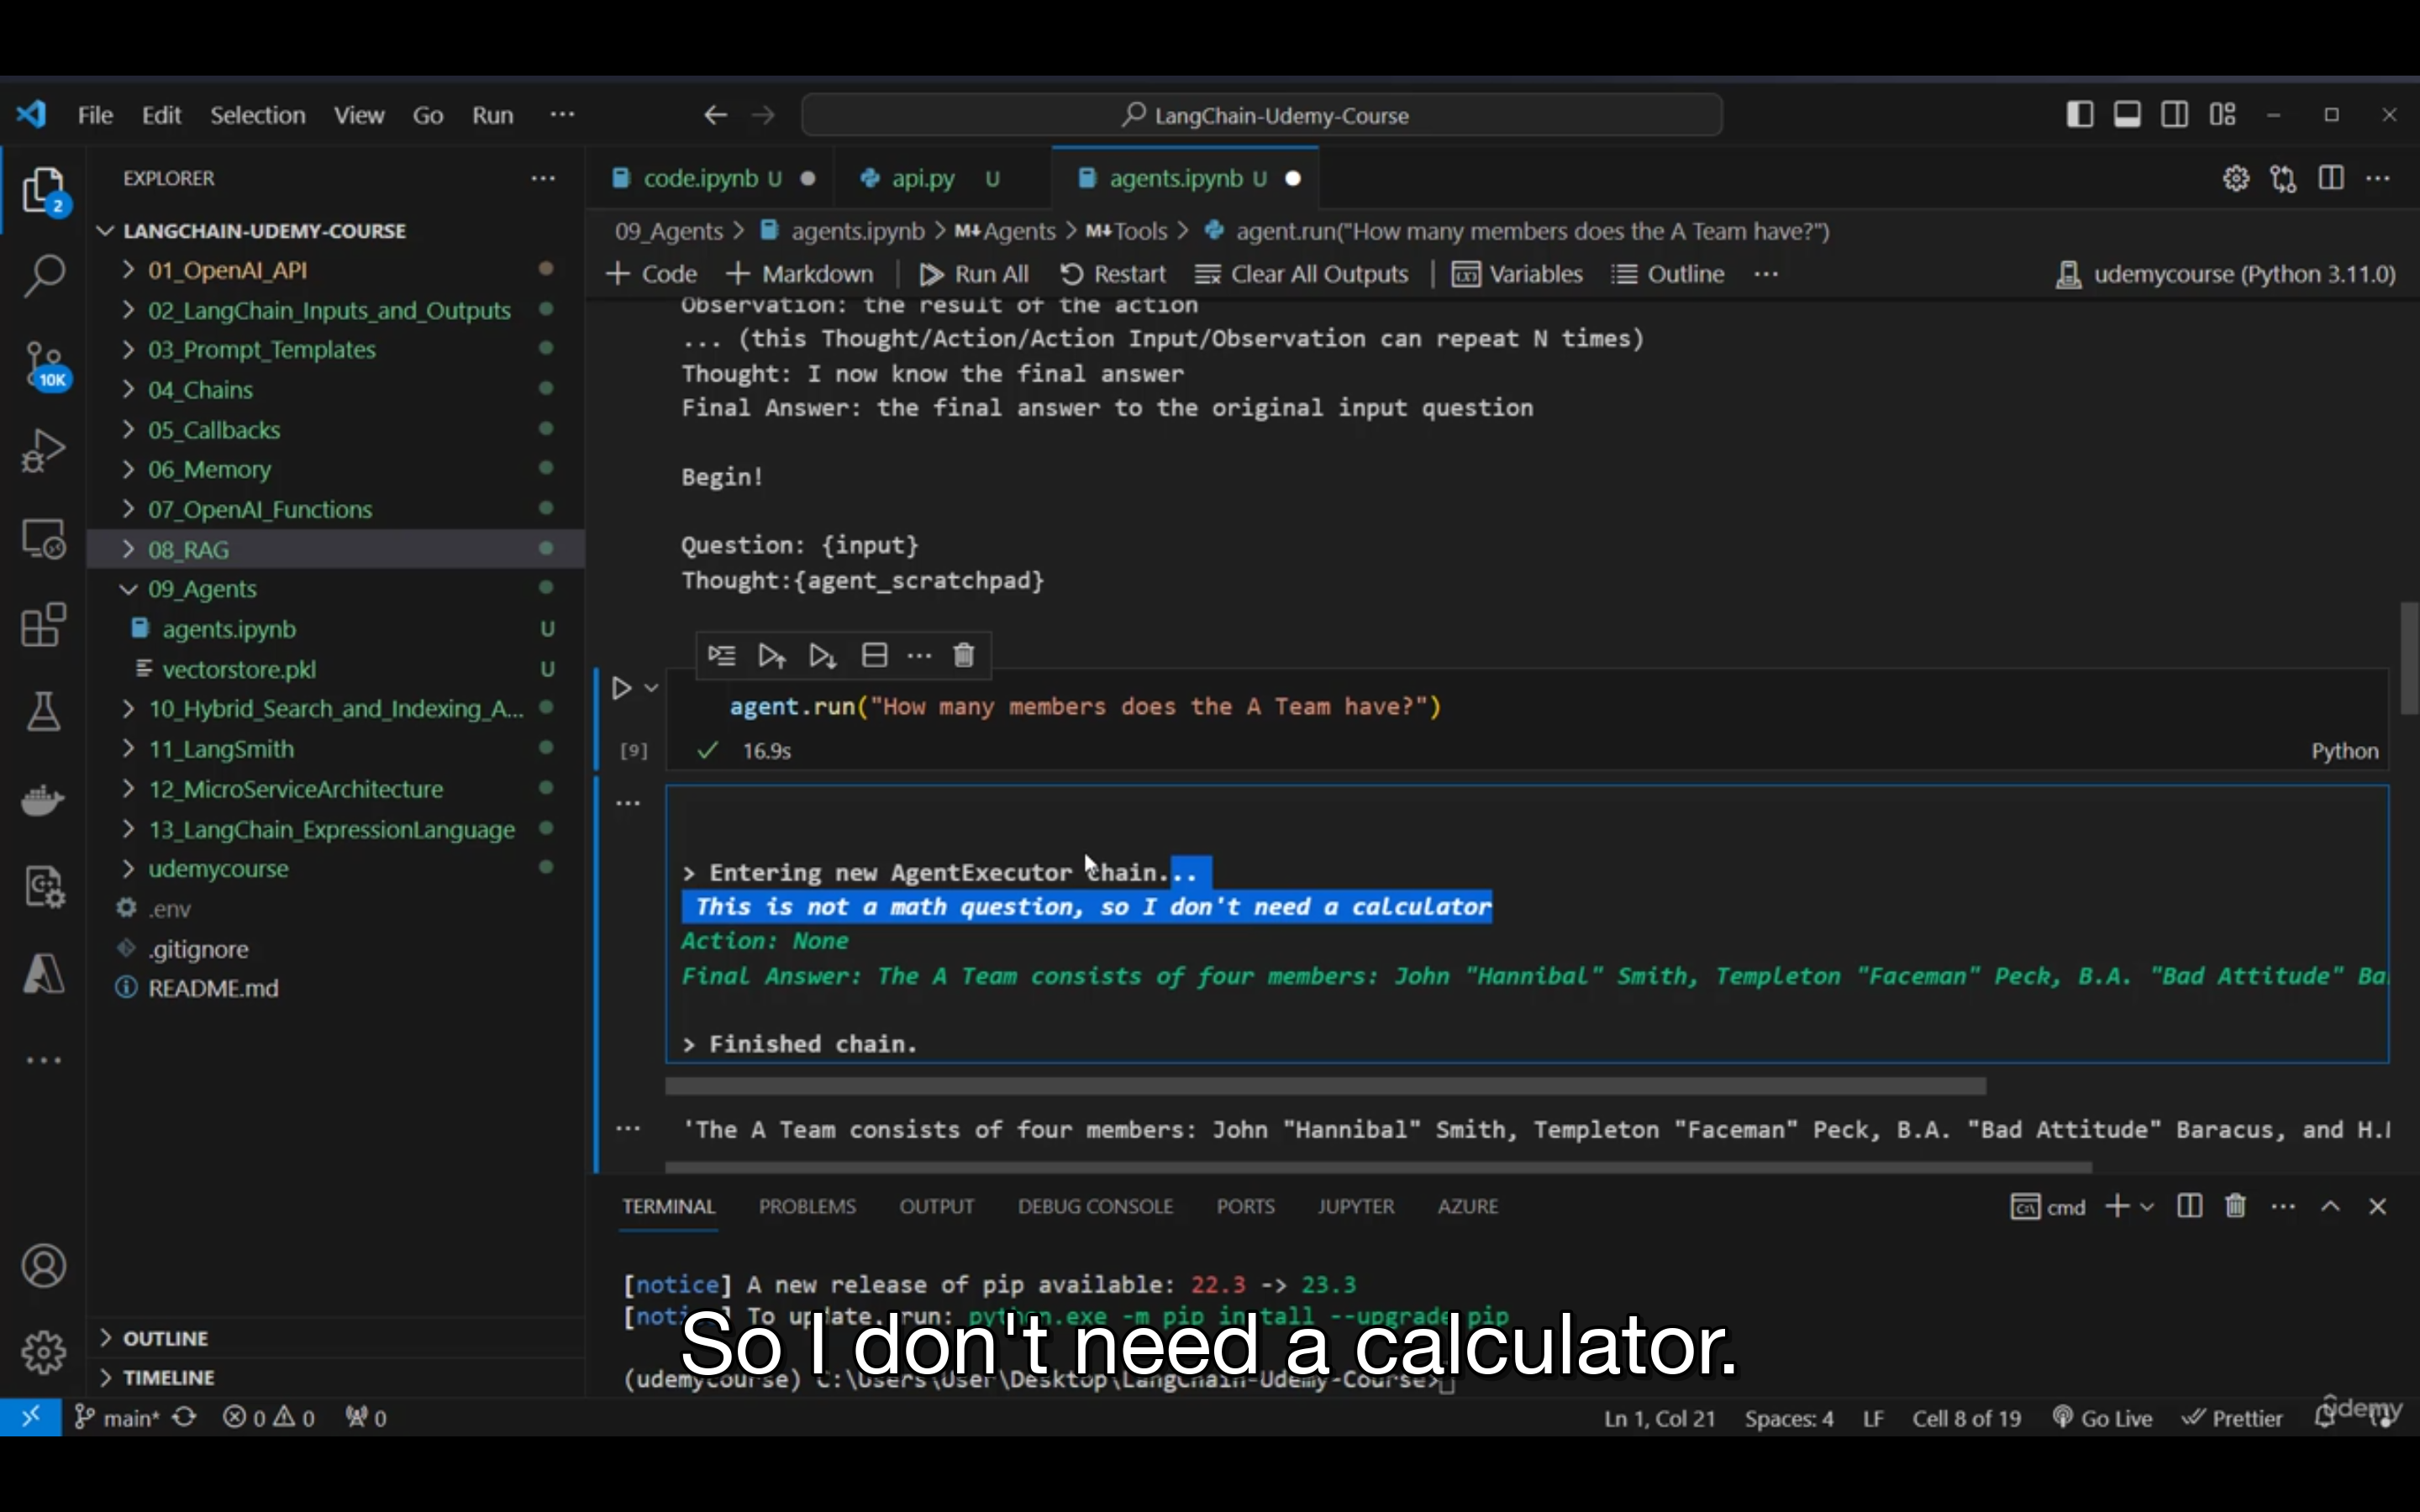 File Edit Selection View Go Run ...
LangChain-Udemy-Course
EXPLORER
2
10K
LANGCHAIN-UDEMY-COURSE
01_OpenAI_API
02_LangChain_Inputs_and_Outputs
03_Prompt_Templates
04_Chains
05_Callbacks
06_Memory
07_OpenAI_Functions
08_RAG
09_Agents
agents.ipynb U
vectorstore.pkl U
10_Hybrid_Search_and_Indexing_A...
11_LangSmith
12_MicroServiceArchitecture
13_LangChain_ExpressionLanguage
udemycourse
.env
.gitignore
README.md
OUTLINE
TIMELINE
code.ipynb U api.py U agents.ipynb U
09_Agents > agents.ipynb > M↓Agents > M↓Tools > agent.run("How many members does the A Team have?")
+ Code + Markdown Run All Restart Clear All Outputs Variables Outline ... udemycourse (Python 3.11.0)
Observation: the result of the action
... (this Thought/Action/Action Input/Observation can repeat N times)
Thought: I now know the final answer
Final Answer: the final answer to the original input question
Begin!
Question: {input}
Thought:{agent_scratchpad}
agent.run("How many members does the A Team have?")
[9] 16.9s Python
> Entering new AgentExecutor chain...
This is not a math question, so I don't need a calculator
Action: None
Final Answer: The A Team consists of four members: John "Hannibal" Smith, Templeton "Faceman" Peck, B.A. "Bad Attitude" Ba
> Finished chain.
'The A Team consists of four members: John "Hannibal" Smith, Templeton "Faceman" Peck, B.A. "Bad Attitude" Baracus, and H.
TERMINAL PROBLEMS OUTPUT DEBUG CONSOLE PORTS JUPYTER AZURE
cmd
[notice] A new release of pip available: 22.3 -> 23.3
[notice] To update, run: python.exe -m pip install --upgrade pip
So I don't need a calculator.
(udemycourse) C:\Users\User\Desktop\LangChain-Udemy-Course>
main* 0 0 0 Ln 1, Col 21 Spaces: 4 LF Cell 8 of 19 Go Live Prettier
ûdemy